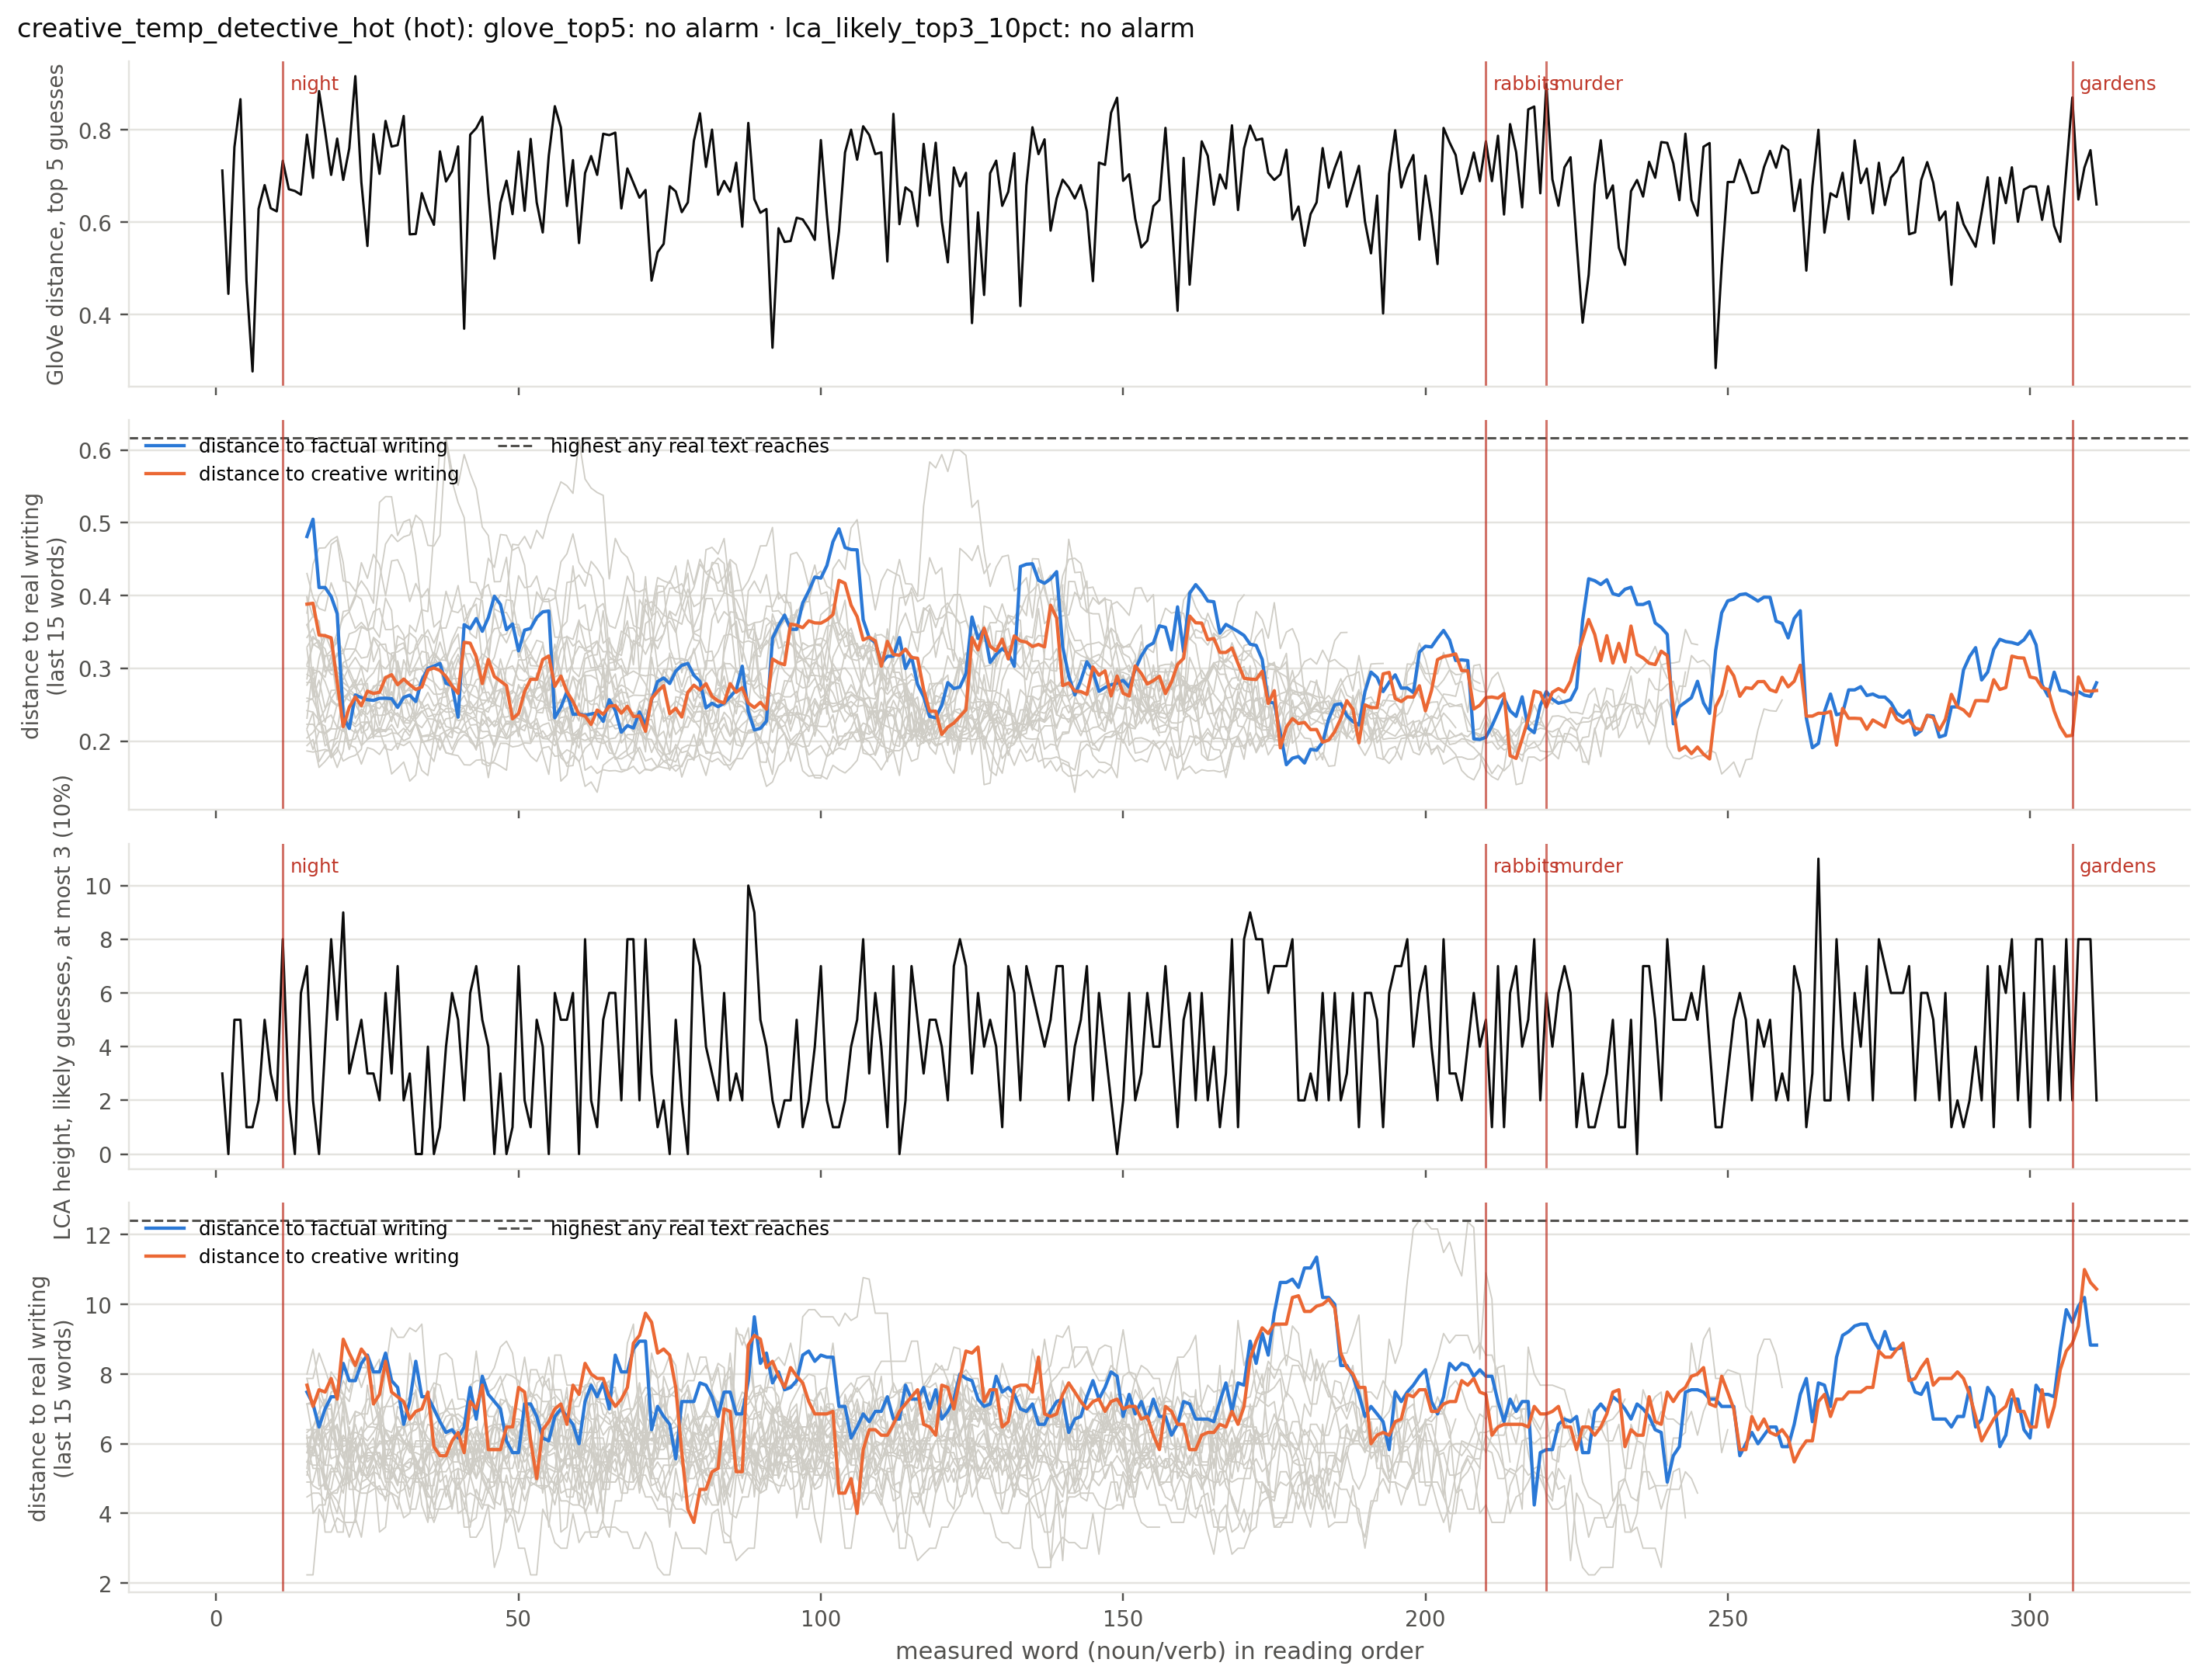 creative_temp_detective_hot (hot): glove_top5: no alarm · lca_likely_top3_10pct: no alarm
GloVe distance, top 5 guesses
0.8
0.6
0.4
night
rabbits
murder
gardens
distance to real writing
(last 15 words)
0.6
0.5
0.4
0.3
0.2
distance to factual writing
distance to creative writing
highest any real text reaches
LCA height, likely guesses, at most 3 (10%)
10
8
6
4
2
0
night
rabbits
murder
gardens
distance to real writing
(last 15 words)
12
10
8
6
4
2
distance to factual writing
distance to creative writing
highest any real text reaches
0
50
100
150
200
250
300
measured word (noun/verb) in reading order